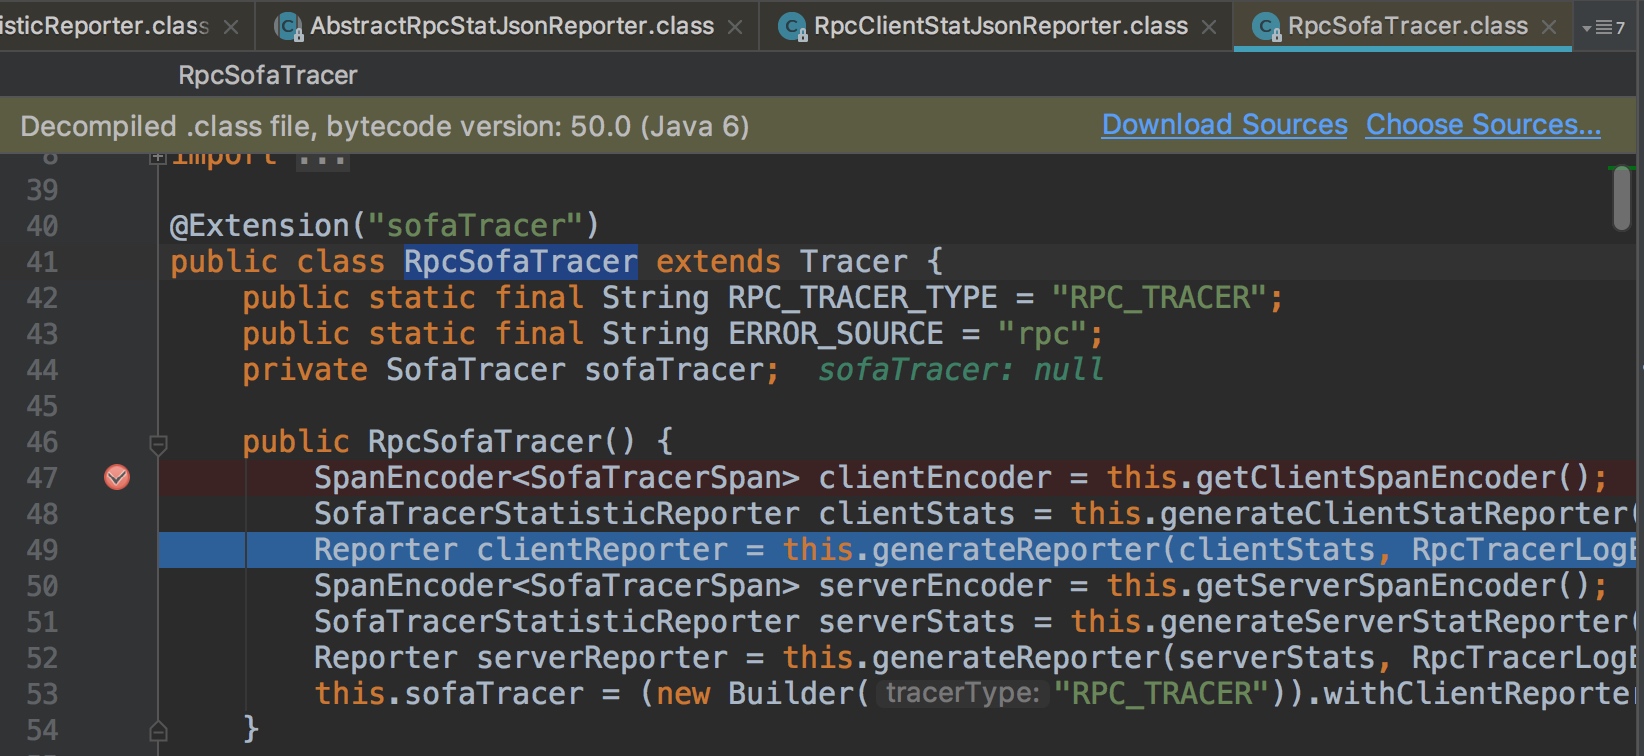 isticReporter.class
AbstractRpcStatJsonReporter.class
RpcClientStatJsonReporter.class
RpcSofaTracer.class
7
RpcSofaTracer
Decompiled .class file, bytecode version: 50.0 (Java 6) Download Sources Choose Sources...
8 import ...
39
40 @Extension("sofaTracer")
41 public class RpcSofaTracer extends Tracer {
42 public static final String RPC_TRACER_TYPE = "RPC_TRACER";
43 public static final String ERROR_SOURCE = "rpc";
44 private SofaTracer sofaTracer; sofaTracer: null
45
46 public RpcSofaTracer() {
47 SpanEncoder<SofaTracerSpan> clientEncoder = this.getClientSpanEncoder();
48 SofaTracerStatisticReporter clientStats = this.generateClientStatReporter(
49 Reporter clientReporter = this.generateReporter(clientStats, RpcTracerLogE
50 SpanEncoder<SofaTracerSpan> serverEncoder = this.getServerSpanEncoder();
51 SofaTracerStatisticReporter serverStats = this.generateServerStatReporter(
52 Reporter serverReporter = this.generateReporter(serverStats, RpcTracerLogE
53 this.sofaTracer = (new Builder( tracerType: "RPC_TRACER")).withClientReporter
54 }